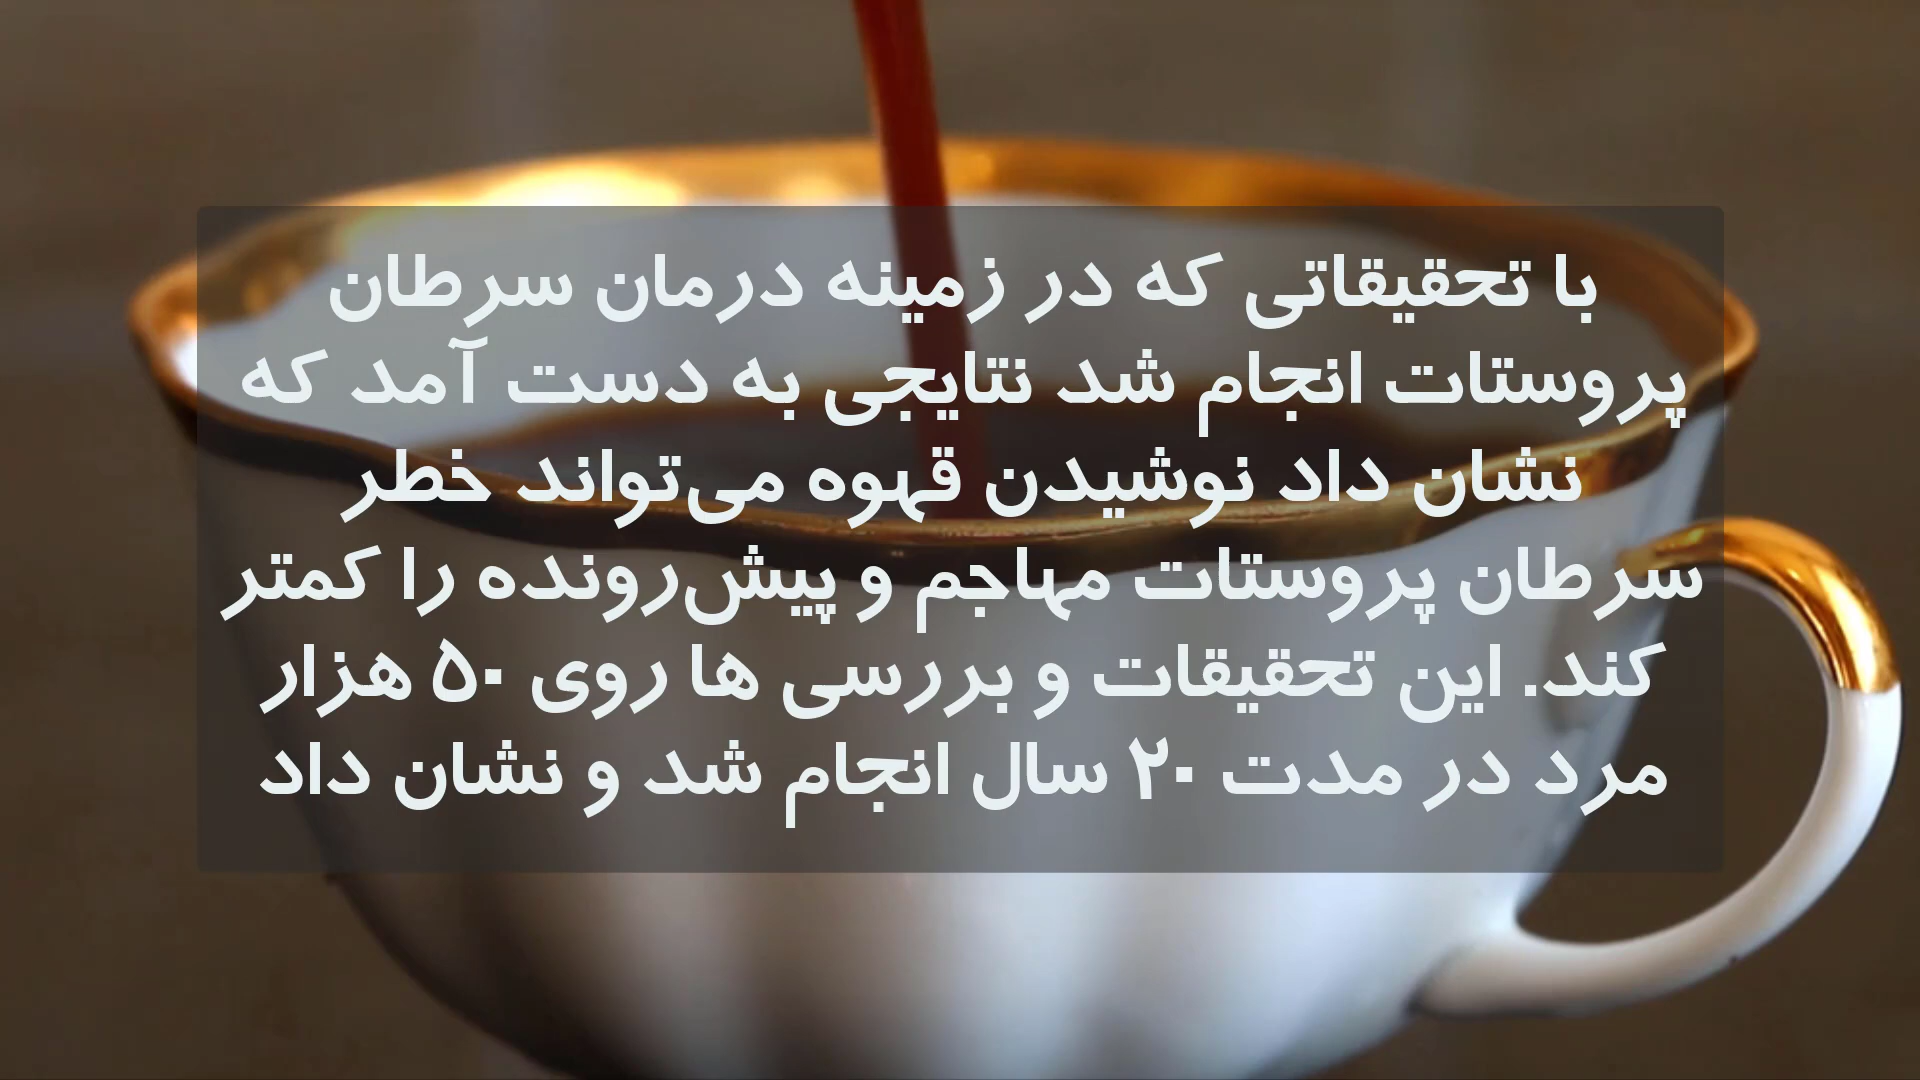 با تحقیقاتی که در زمینه درمان سرطان
پروستات انجام شد نتایجی به دست آمد که
نشان داد نوشیدن قهوه می‌تواند خطر
سرطان پروستات مهاجم و پیش‌رونده را کمتر
کند. این تحقیقات و بررسی ها روی ۵۰ هزار
مرد در مدت ۲۰ سال انجام شد و نشان داد